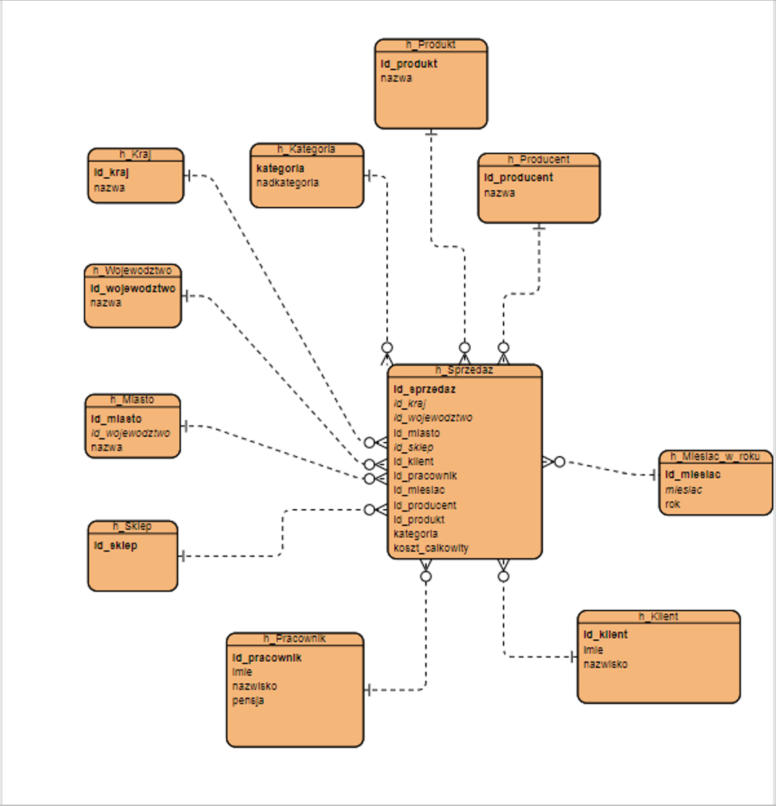 h_Produkt
id_produkt
nazwa
h_Kraj
id_kraj
nazwa
h_Kategoria
kategoria
nadkategoria
h_Producent
id_producent
nazwa
h_Wojewodztwo
id_wojewodztwo
nazwa
h_Miasto
id_miasto
id_wojewodztwo
nazwa
h_Sprzedaz
id_sprzedaz
id_kraj
id_wojewodztwo
id_miasto
id_sklep
id_klient
id_pracownik
id_miesiac
id_producent
id_produkt
kategoria
koszt_calkowity
h_Miesiac_w_roku
id_miesiac
miesiac
rok
h_Sklep
id_sklep
h_Pracownik
id_pracownik
imie
nazwisko
pensja
h_Klient
id_klient
imie
nazwisko